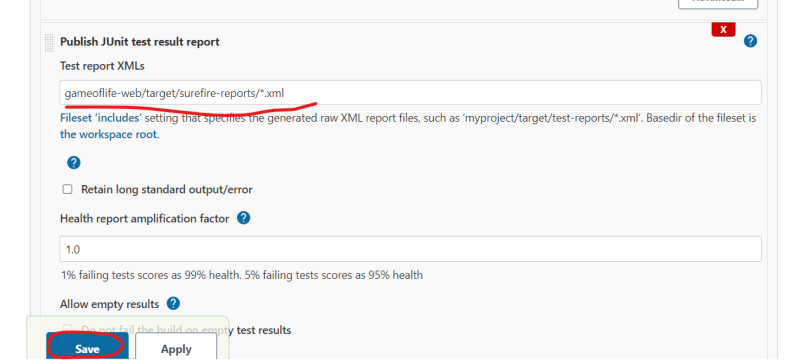 X
Publish JUnit test result report
Test report XMLs
gameoflife-web/target/surefire-reports/*.xml
Fileset 'includes' setting that specifies the generated raw XML report files, such as 'myproject/target/test-reports/*.xml'. Basedir of the fileset is
the workspace root.
?
Retain long standard output/error
Health report amplification factor ?
1.0
1% failing tests scores as 99% health. 5% failing tests scores as 95% health
Allow empty results ?
Do not fail the build on empty test results
Save Apply